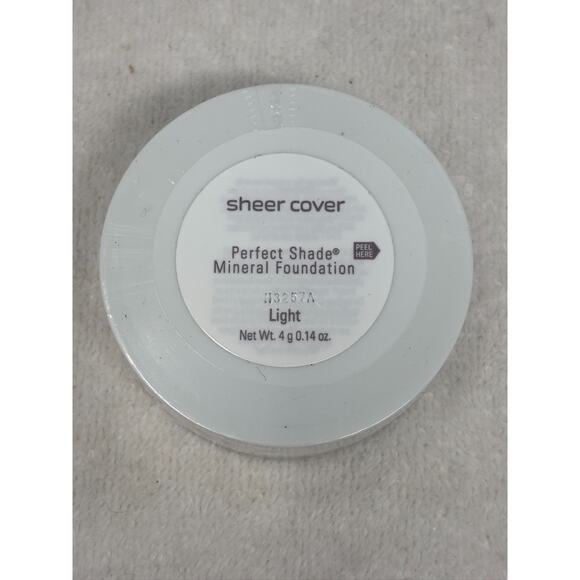 sheer cover
Perfect Shade®
Mineral Foundation
PEEL
HERE
H3257A
Light
Net Wt. 4 g 0.14 oz.